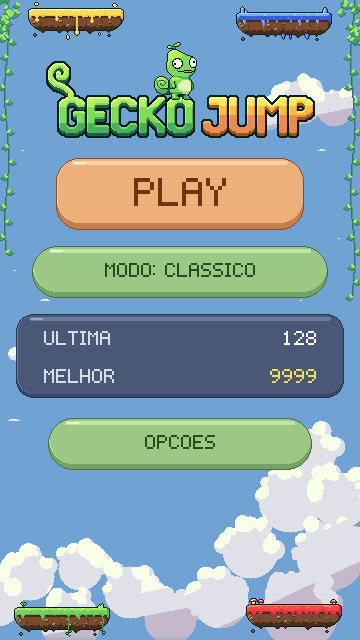 GECKO JUMP
PLAY
MODO: CLASSICO
ULTIMA 128
MELHOR 9999
OPCOES